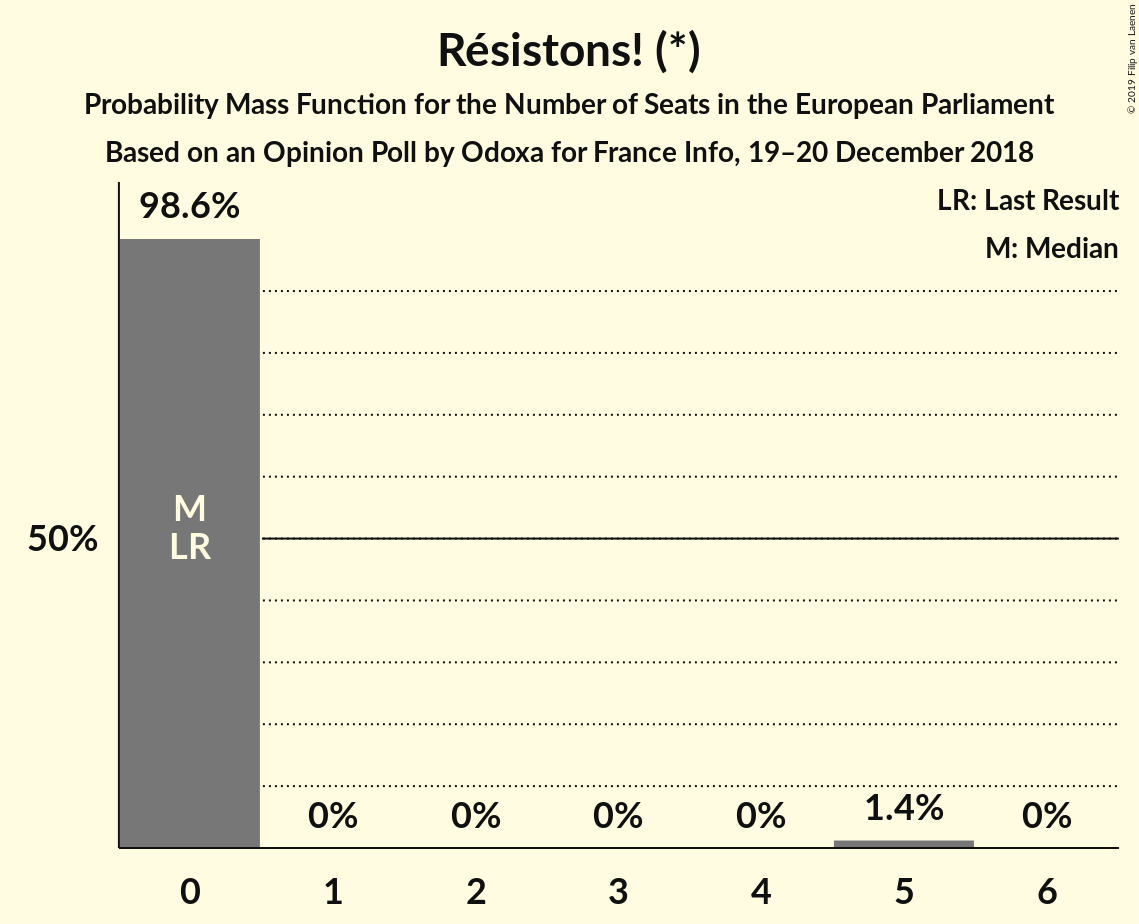 Résistons! (*)
Probability Mass Function for the Number of Seats in the European Parliament
Based on an Opinion Poll by Odoxa for France Info, 19–20 December 2018
© 2019 Filip van Laenen
LR: Last Result
M: Median
98.6%
M
LR
50%
0%
0%
0%
0%
1.4%
0%
0
1
2
3
4
5
6